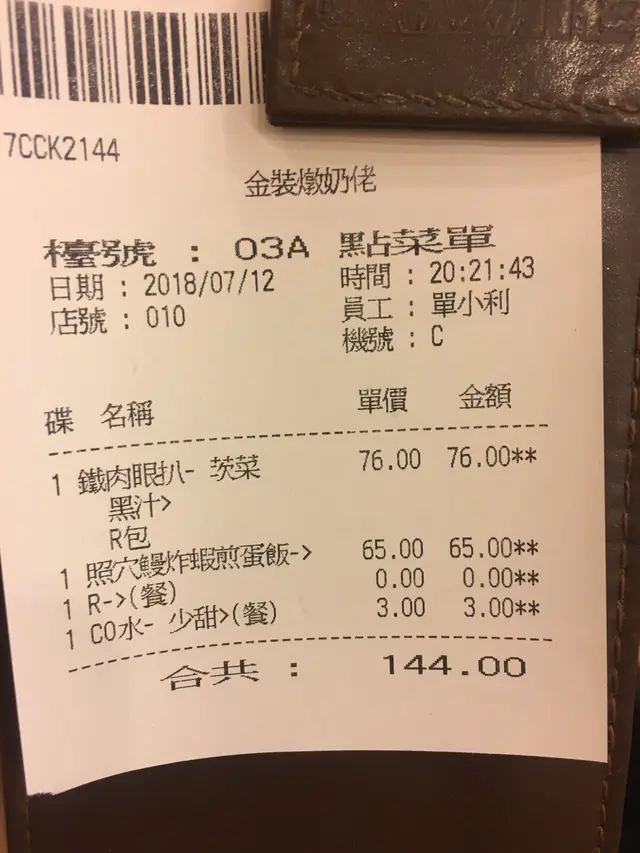 7CCK2144
金裝燉奶佬
檯號 : 03A 點菜單
日期 : 2018/07/12 時間 : 20:21:43
店號 : 010 員工 : 單小利
機號 : C
碟 名稱 單價 金額
1 鐵肉眼扒- 茨菜 76.00 76.00**
黑汁>
R包
1 照穴鰻炸蝦煎蛋飯-> 65.00 65.00**
1 R->(餐) 0.00 0.00**
1 CO水- 少甜>(餐) 3.00 3.00**
合共 : 144.00